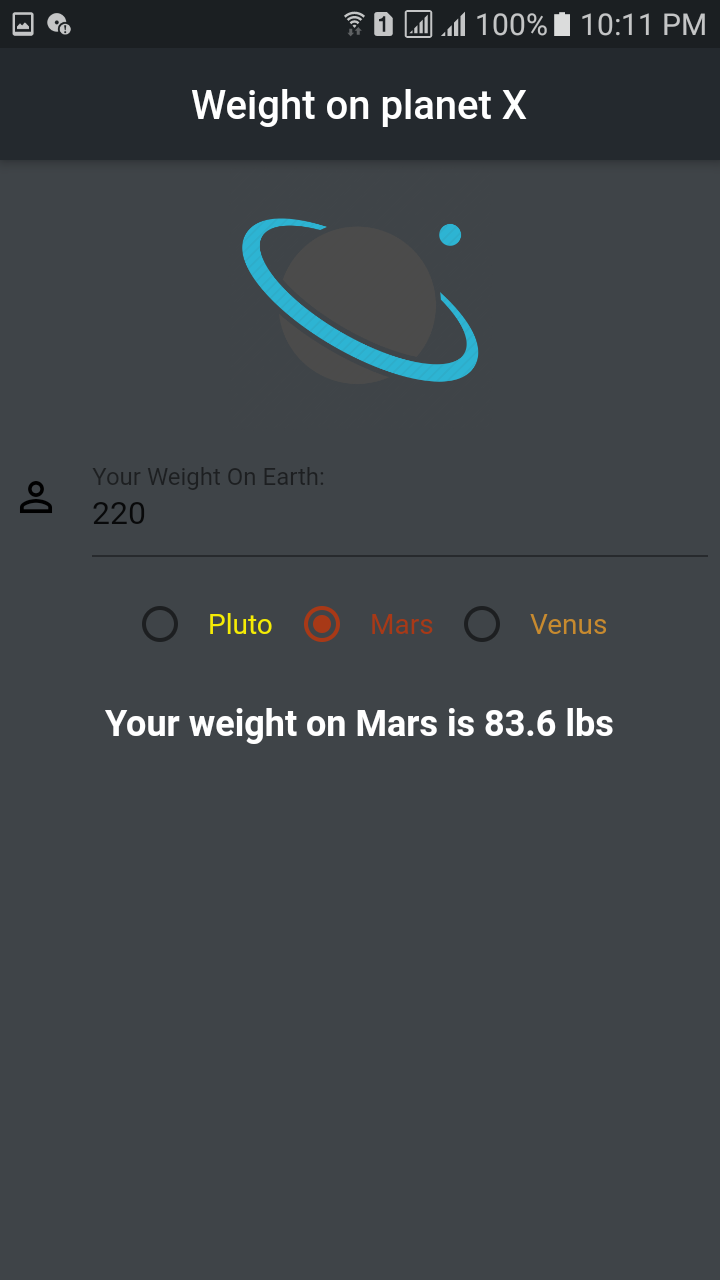 1 100% 10:11 PM
Weight on planet X
Your Weight On Earth:
220
Pluto Mars Venus
Your weight on Mars is 83.6 lbs